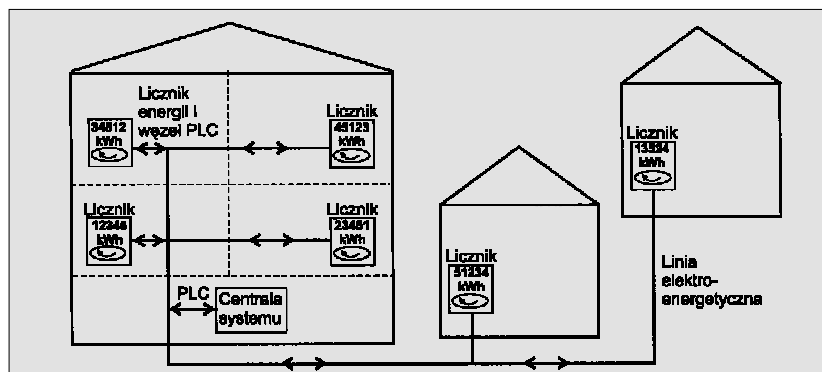 Licznik
energii i
węzeł PLC
34512
kWh
Licznik
45123
kWh
Licznik
12345
kWh
Licznik
23451
kWh
PLC
Centrala
systemu
Licznik
51234
kWh
Licznik
13524
kWh
Linia
elektro-
energetyczna